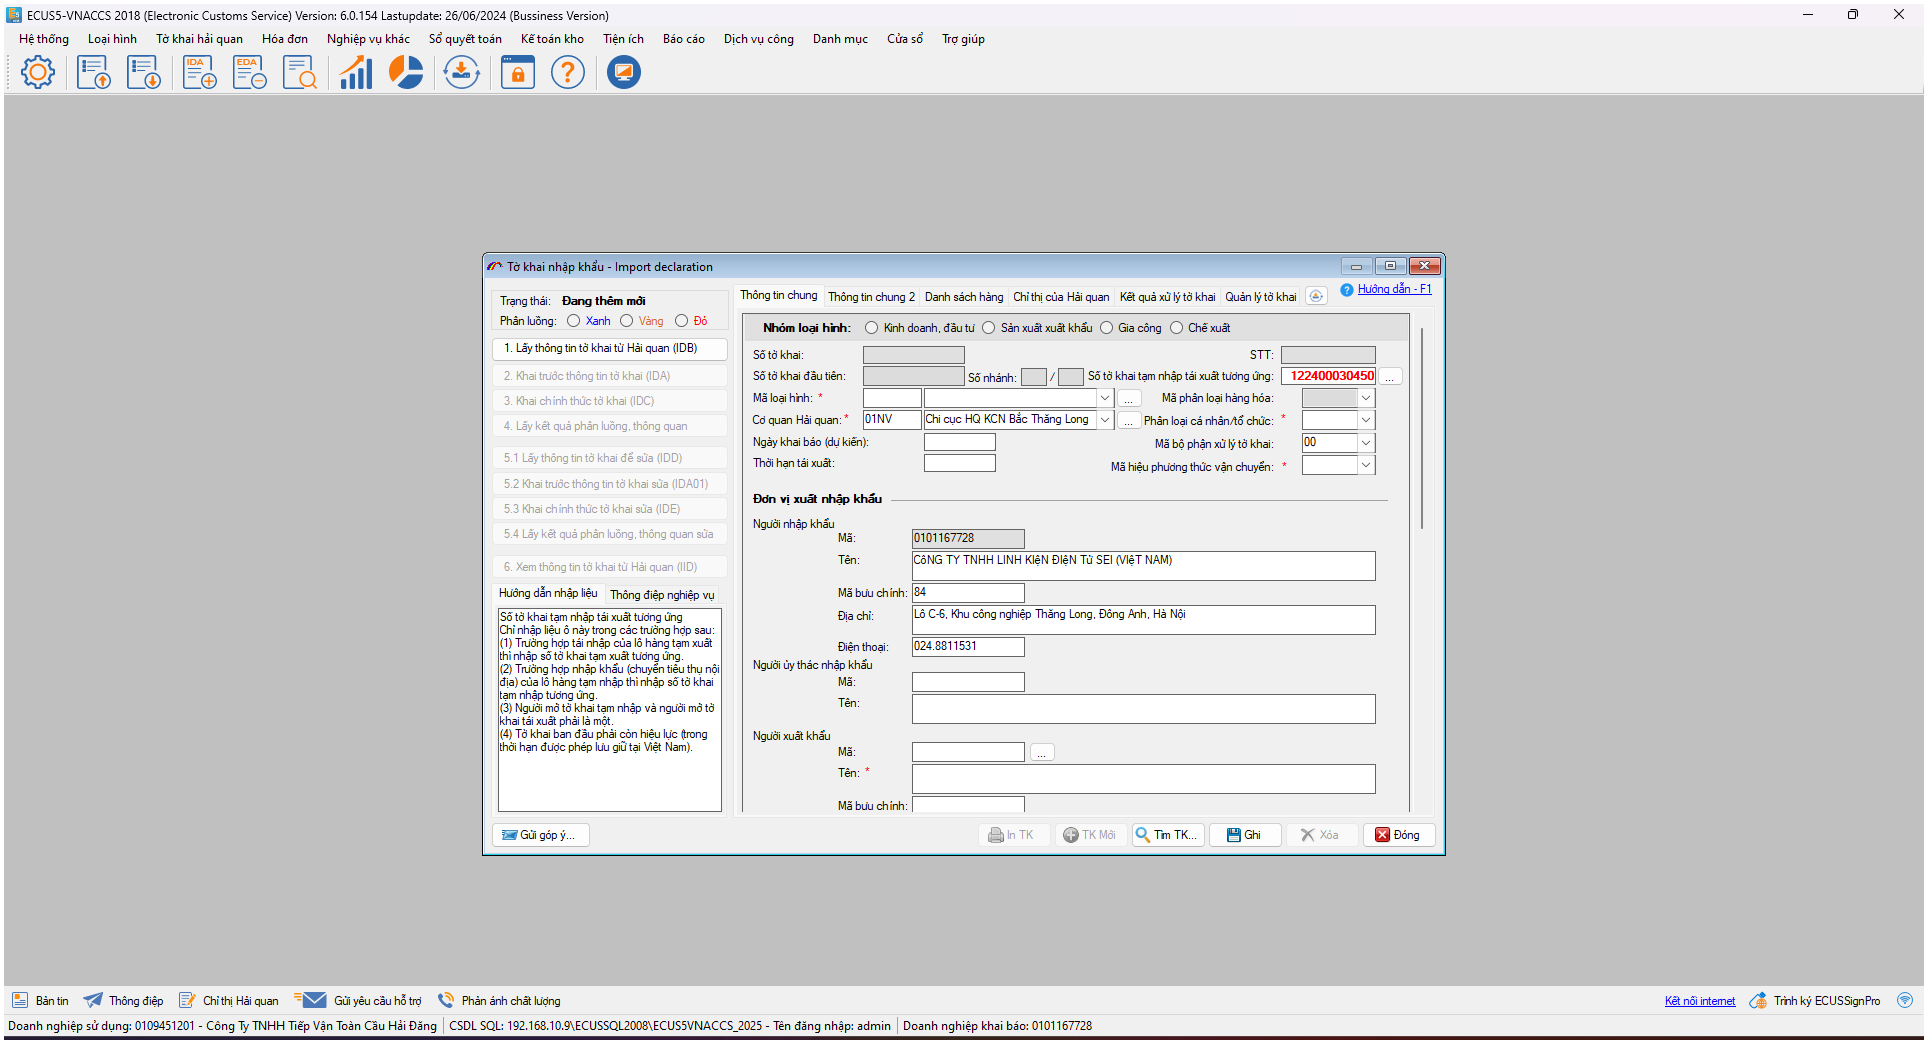 ECUS5-VNACCS 2018 (Electronic Customs Service) Version: 6.0.154 Lastupdate: 26/06/2024 (Bussiness Version)
Hệ thống Loại hình Tờ khai hải quan Hóa đơn Nghiệp vụ khác Sổ quyết toán Kế toán kho Tiện ích Báo cáo Dịch vụ công Danh mục Cửa sổ Trợ giúp
IDA EDA
Tờ khai nhập khẩu - Import declaration
Trạng thái: Đang thêm mới
Phân luồng: Xanh Vàng Đỏ
1. Lấy thông tin tờ khai từ Hải quan (IDB)
2. Khai trước thông tin tờ khai (IDA)
3. Khai chính thức tờ khai (IDC)
4. Lấy kết quả phân luồng, thông quan
5.1 Lấy thông tin tờ khai để sửa (IDD)
5.2 Khai trước thông tin tờ khai sửa (IDA01)
5.3 Khai chính thức tờ khai sửa (IDE)
5.4 Lấy kết quả phân luồng, thông quan sửa
6. Xem thông tin tờ khai từ Hải quan (IID)
Hướng dẫn nhập liệu Thông điệp nghiệp vụ
Số tờ khai tạm nhập tái xuất tương ứng
Chỉ nhập liệu ô này trong các trường hợp sau:
(1) Trường hợp tái nhập của lô hàng tạm xuất
thì nhập số tờ khai tạm xuất tương ứng.
(2) Trường hợp nhập khẩu (chuyển tiêu thụ nội
địa) của lô hàng tạm nhập thì nhập số tờ khai
tạm nhập tương ứng.
(3) Người mở tờ khai tạm nhập và người mở tờ
khai tái xuất phải là một.
(4) Tờ khai ban đầu phải còn hiệu lực (trong
thời hạn được phép lưu giữ tại Việt Nam).
Thông tin chung Thông tin chung 2 Danh sách hàng Chỉ thị của Hải quan Kết quả xử lý tờ khai Quản lý tờ khai Hướng dẫn - F1
Nhóm loại hình: Kinh doanh, đầu tư Sản xuất xuất khẩu Gia công Chế xuất
Số tờ khai: STT:
Số tờ khai đầu tiên: Số nhánh: / Số tờ khai tạm nhập tái xuất tương ứng: 122400030450 ...
Mã loại hình: * ... Mã phân loại hàng hóa:
Cơ quan Hải quan: * 01NV Chi cục HQ KCN Bắc Thăng Long ... Phân loại cá nhân/tổ chức: *
Ngày khai báo (dự kiến): Mã bộ phận xử lý tờ khai: 00
Thời hạn tái xuất: Mã hiệu phương thức vận chuyển: *
Đơn vị xuất nhập khẩu
Người nhập khẩu
Mã: 0101167728
Tên: CôNG TY TNHH LINH KIệN ĐIệN Tử SEI (VIệT NAM)
Mã bưu chính: 84
Địa chỉ: Lô C-6, Khu công nghiệp Thăng Long, Đông Anh, Hà Nội
Điện thoại: 024.8811531
Người ủy thác nhập khẩu
Mã:
Tên:
Người xuất khẩu
Mã: ...
Tên: *
Mã bưu chính:
Gửi góp ý... In TK TK Mới Tìm TK... Ghi Xóa Đóng
Bản tin Thông điệp Chỉ thị Hải quan Gửi yêu cầu hỗ trợ Phản ánh chất lượng Kết nối internet Trình ký ECUSSignPro
Doanh nghiệp sử dụng: 0109451201 - Công Ty TNHH Tiếp Vận Toàn Cầu Hải Đăng CSDL SQL: 192.168.10.9\ECUSSQL2008\ECUS5VNACCS_2025 - Tên đăng nhập: admin Doanh nghiệp khai báo: 0101167728